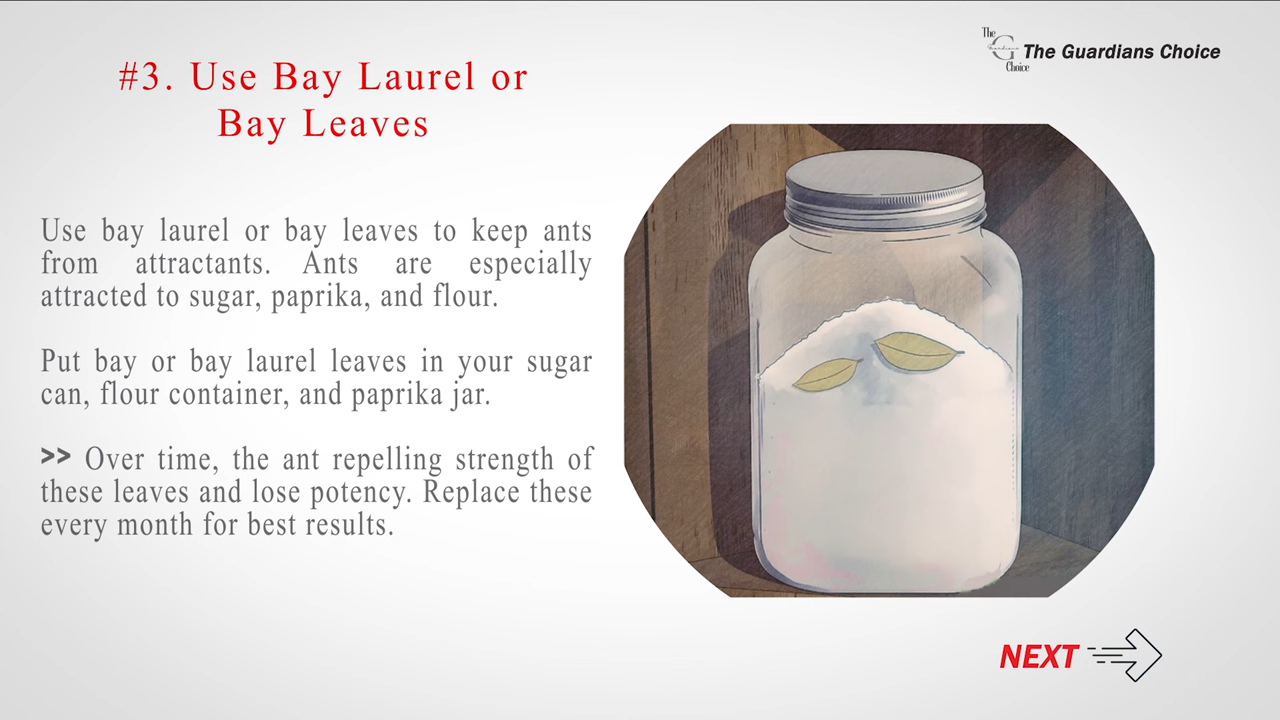 The
Guardians
Choice
The Guardians Choice
#3. Use Bay Laurel or
Bay Leaves
Use bay laurel or bay leaves to keep ants
from attractants. Ants are especially
attracted to sugar, paprika, and flour.
Put bay or bay laurel leaves in your sugar
can, flour container, and paprika jar.
>> Over time, the ant repelling strength of
these leaves and lose potency. Replace these
every month for best results.
NEXT